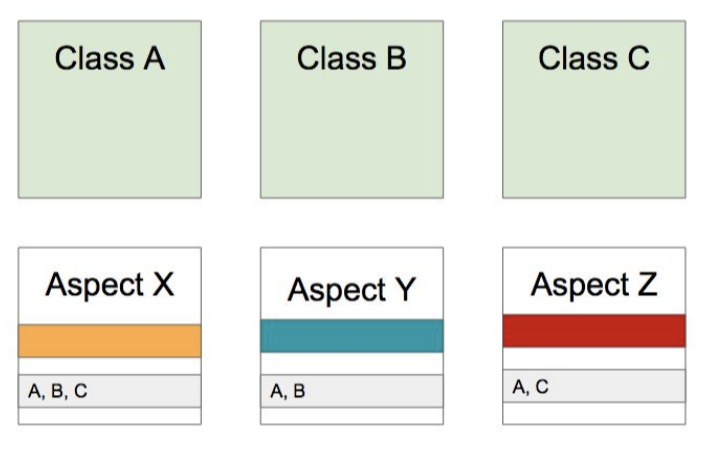 Class A
Class B
Class C
Aspect X
Aspect Y
Aspect Z
A, B, C
A, B
A, C